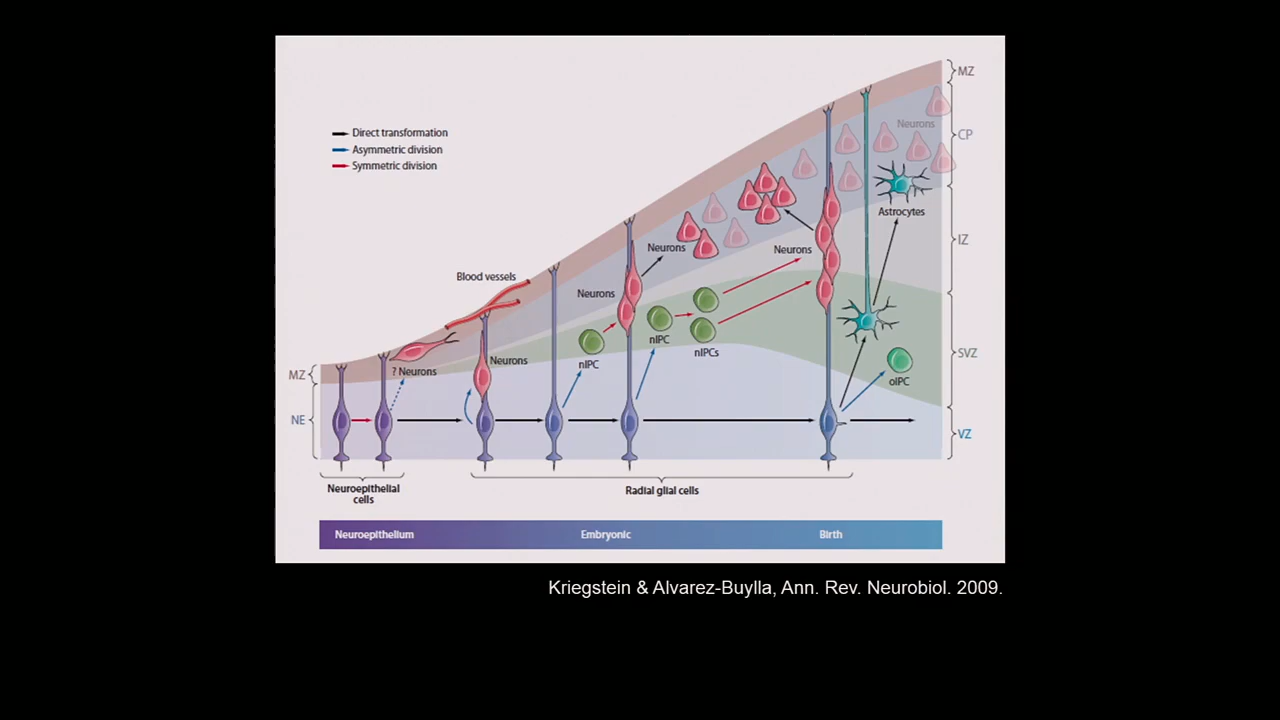 MZ
Neurons
CP
Direct transformation
Asymmetric division
Symmetric division
Astrocytes
IZ
Neurons
Neurons
Blood vessels
Neurons
nIPC
nIPCs
SVZ
Neurons
nIPC
oIPC
MZ
? Neurons
NE
VZ
Neuroepithelial
cells
Radial glial cells
Neuroepithelium
Embryonic
Birth
Kriegstein & Alvarez-Buylla, Ann. Rev. Neurobiol. 2009.